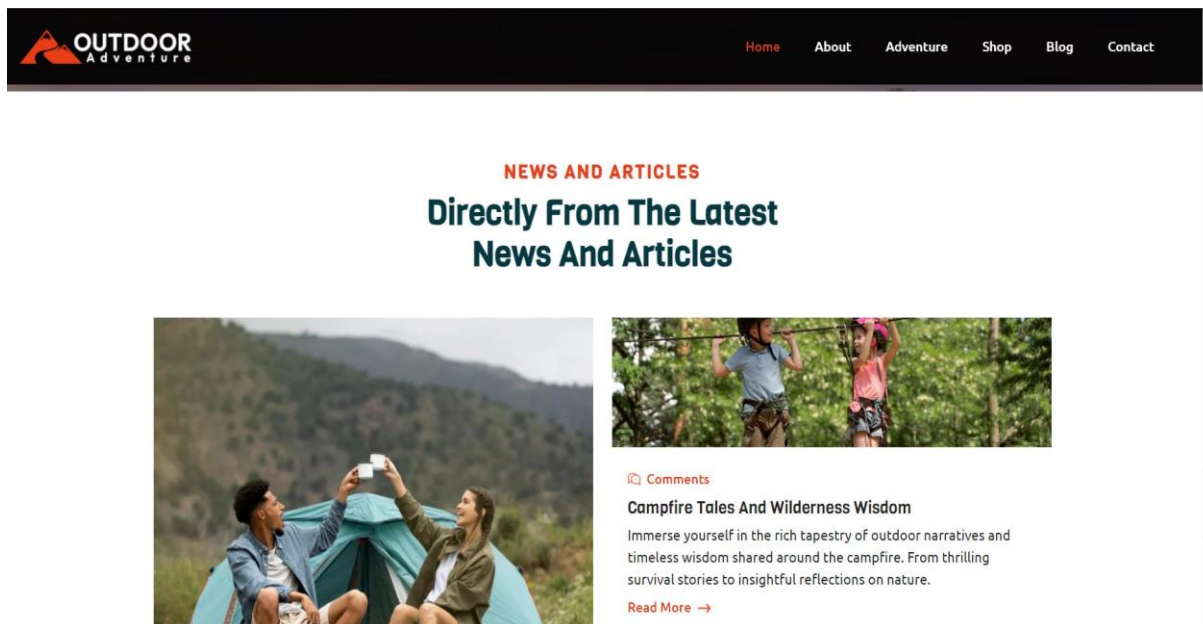 OUTDOOR
Adventure
Home About Adventure Shop Blog Contact
NEWS AND ARTICLES
Directly From The Latest
News And Articles
Comments
Campfire Tales And Wilderness Wisdom
Immerse yourself in the rich tapestry of outdoor narratives and
timeless wisdom shared around the campfire. From thrilling
survival stories to insightful reflections on nature.
Read More →